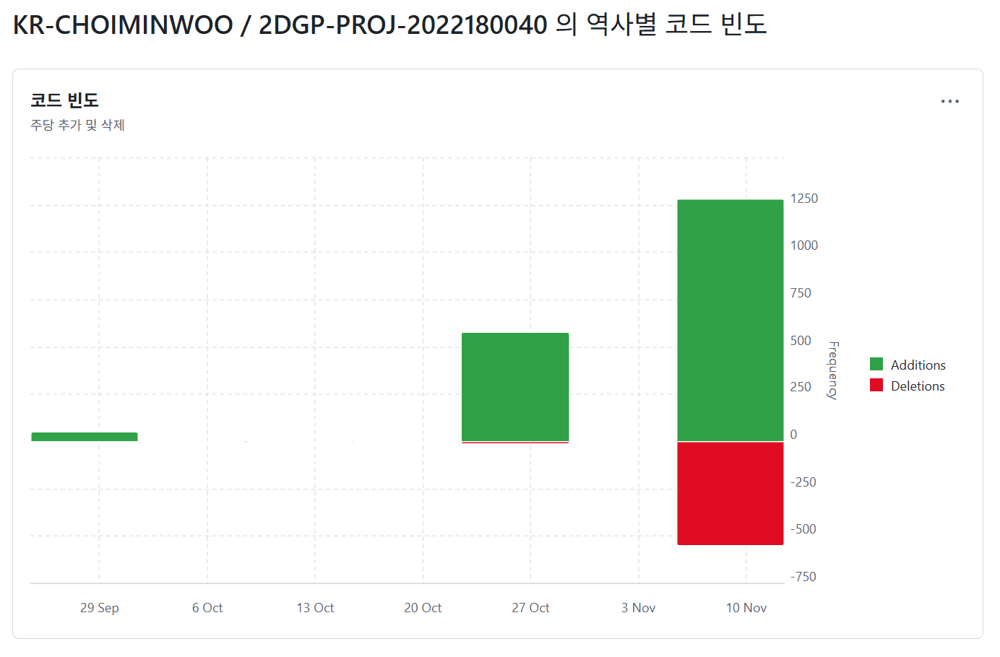 KR-CHOIMINWOO / 2DGP-PROJ-2022180040 의 역사별 코드 빈도
코드 빈도
주당 추가 및 삭제
1250
1000
750
500
250
0
-250
-500
-750
Frequency
Additions
Deletions
29 Sep
6 Oct
13 Oct
20 Oct
27 Oct
3 Nov
10 Nov